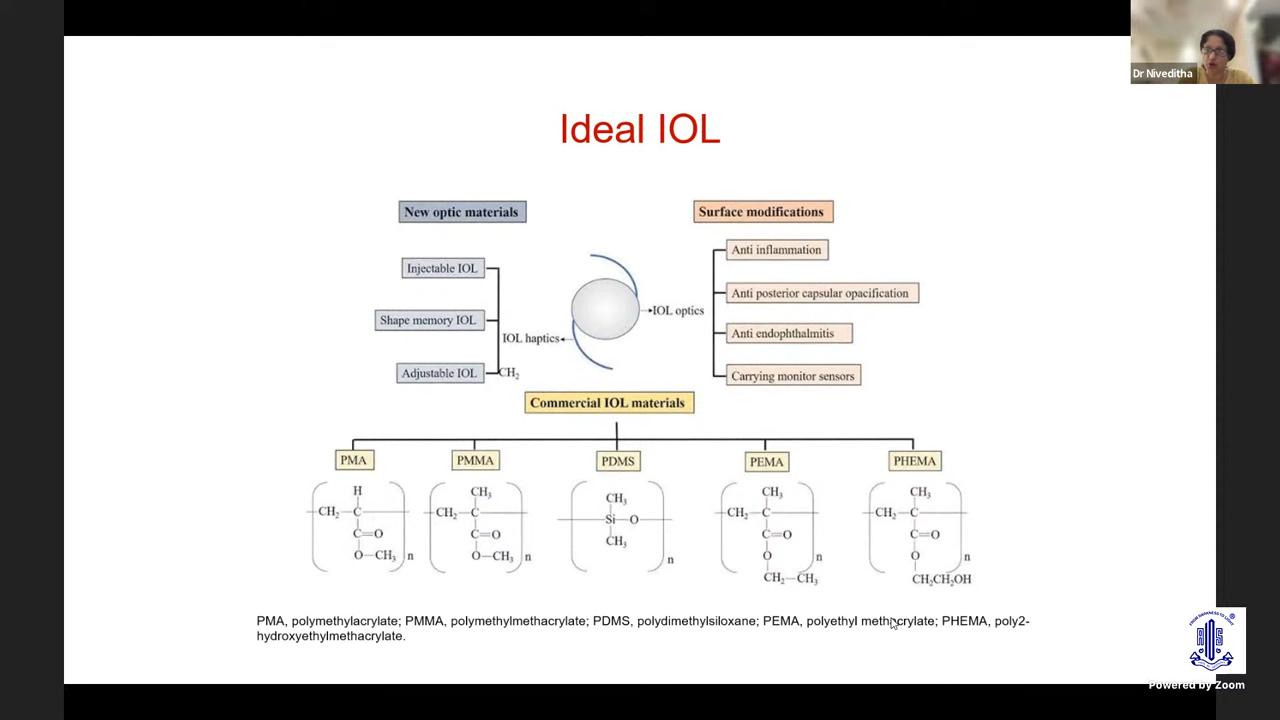 Dr Niveditha
Ideal IOL
New optic materials
Injectable IOL
Shape memory IOL
Adjustable IOL
CH2
IOL haptics
IOL optics
Surface modifications
Anti inflammation
Anti posterior capsular opacification
Anti endophthalmitis
Carrying monitor sensors
Commercial IOL materials
PMA
H
CH2—C
C=O
O—CH3
n
PMMA
CH3
CH2—C
C=O
O—CH3
n
PDMS
CH3
Si—O
CH3
n
PEMA
CH3
CH2—C
C=O
O
CH2—CH3
n
PHEMA
CH3
CH2—C
C=O
O
CH2CH2OH
n
PMA, polymethylacrylate; PMMA, polymethylmethacrylate; PDMS, polydimethylsiloxane; PEMA, polyethyl methacrylate; PHEMA, poly2-
hydroxyethylmethacrylate.
Powered by Zoom